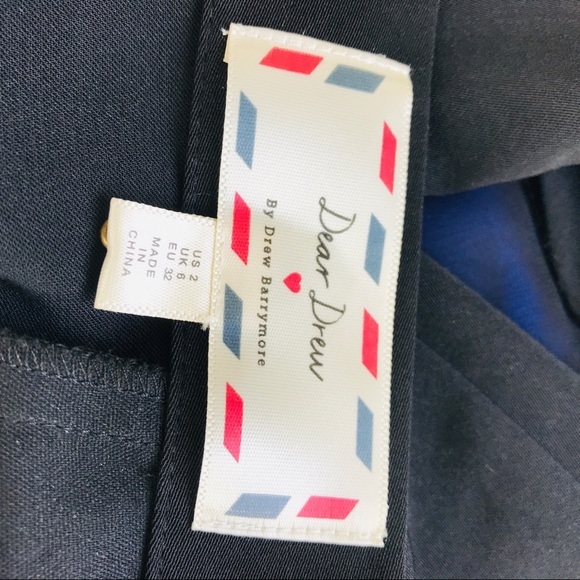 Dear Drew
By Drew Barrymore
US 2
UK 6
EU 32
MADE
IN
CHINA